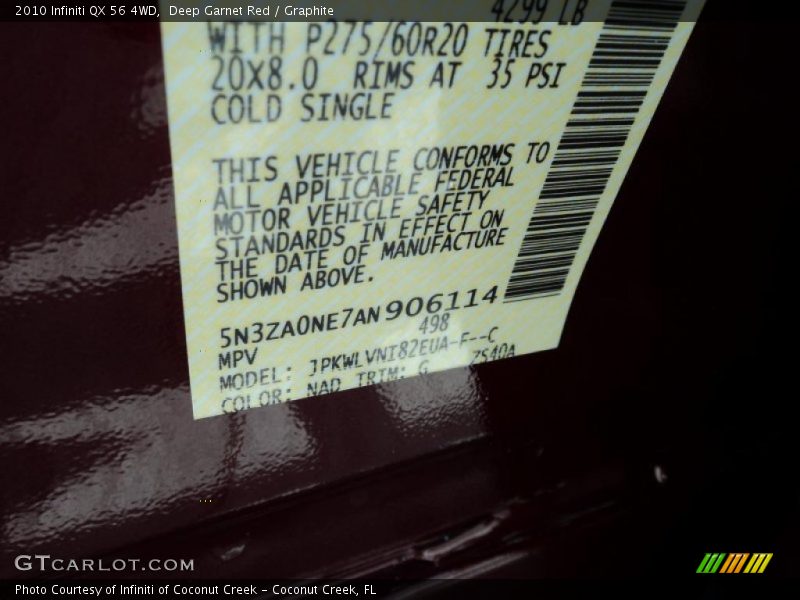 2010 Infiniti QX 56 4WD, Deep Garnet Red / Graphite
4299 LB
WITH P275/60R20 TIRES
20X8.0 RIMS AT 35 PSI
COLD SINGLE
THIS VEHICLE CONFORMS TO
ALL APPLICABLE FEDERAL
MOTOR VEHICLE SAFETY
STANDARDS IN EFFECT ON
THE DATE OF MANUFACTURE
SHOWN ABOVE.
5N3ZA0NE7AN906114
MPV 498
MODEL: JPKWLVNI82EUA-F--C
COLOR: NAD TRIM: G ZS40A
GTCARLOT.COM
Photo Courtesy of Infiniti of Coconut Creek - Coconut Creek, FL